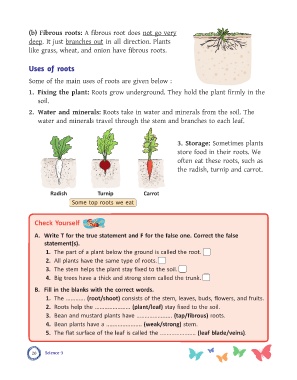 (b) Fibrous roots: A fibrous root does not go very
deep. It just branches out in all direction. Plants
like grass, wheat, and onion have fibrous roots.
Uses of roots
Some of the main uses of roots are given below :
1. Fixing the plant: Roots grow underground. They hold the plant firmly in the
soil.
2. Water and minerals: Roots take in water and minerals from the soil. The
water and minerals travel through the stem and branches to each leaf.
3. Storage: Sometimes plants
store food in their roots. We
often eat these roots, such as
the radish, turnip and carrot.
Radish Turnip Carrot
Some top roots we eat
Check Yourself
A. Write T for the true statement and F for the false one. Correct the false
statement(s).
1. The part of a plant below the ground is called the root.
2. All plants have the same type of roots.
3. The stem helps the plant stay fixed to the soil.
4. Big trees have a thick and strong stem called the trunk.
B. Fill in the blanks with the correct words.
1. The ........... (root/shoot) consists of the stem, leaves, buds, flowers, and fruits.
2. Roots help the ................... (plant/leaf) stay fixed to the soil.
3. Bean and mustard plants have ................... (tap/fibrous) roots.
4. Bean plants have a ................... (weak/strong) stem.
5. The flat surface of the leaf is called the ................... (leaf blade/veins).
20 Science 3